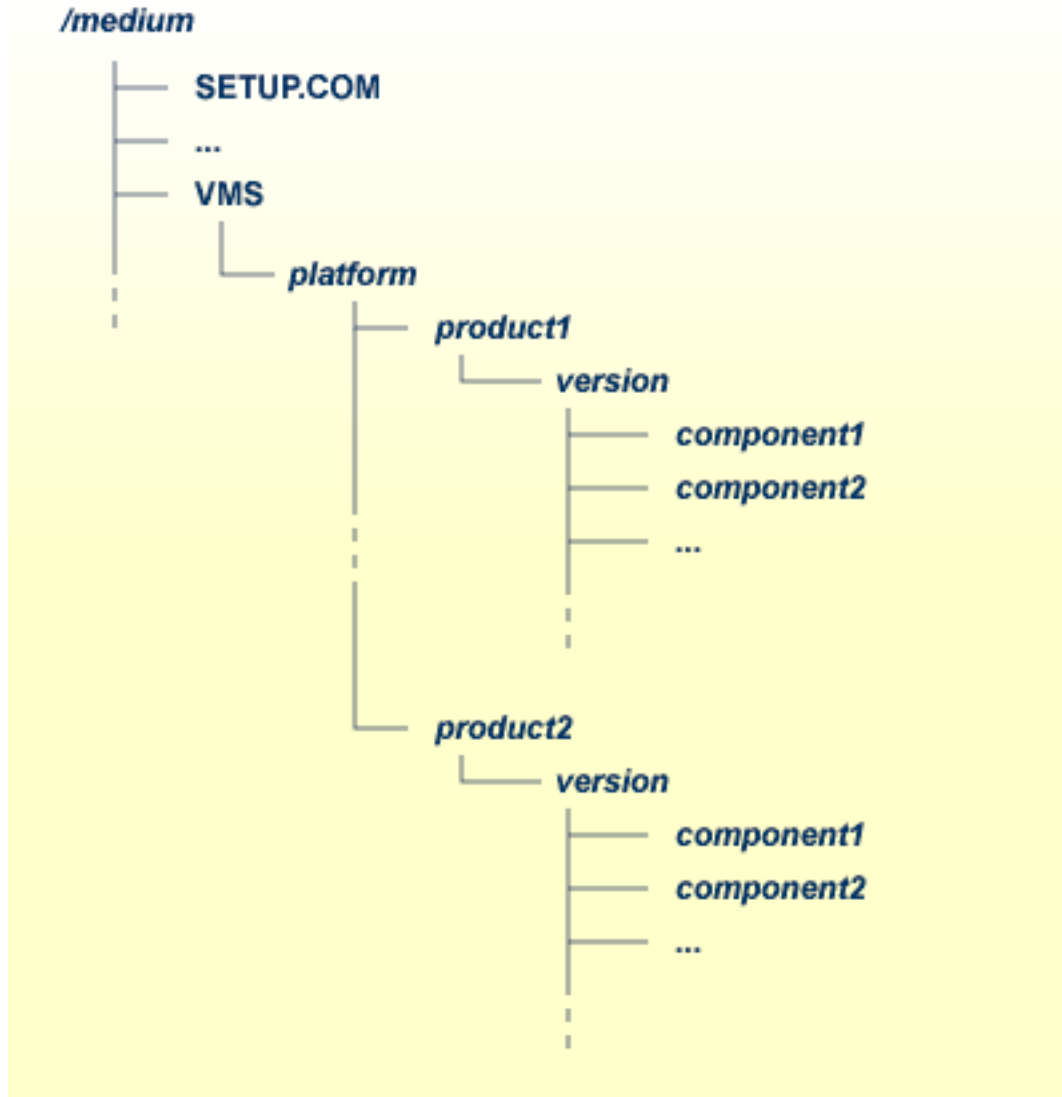 /medium
SETUP.COM
...
VMS
platform
product1
version
component1
component2
...
product2
version
component1
component2
...